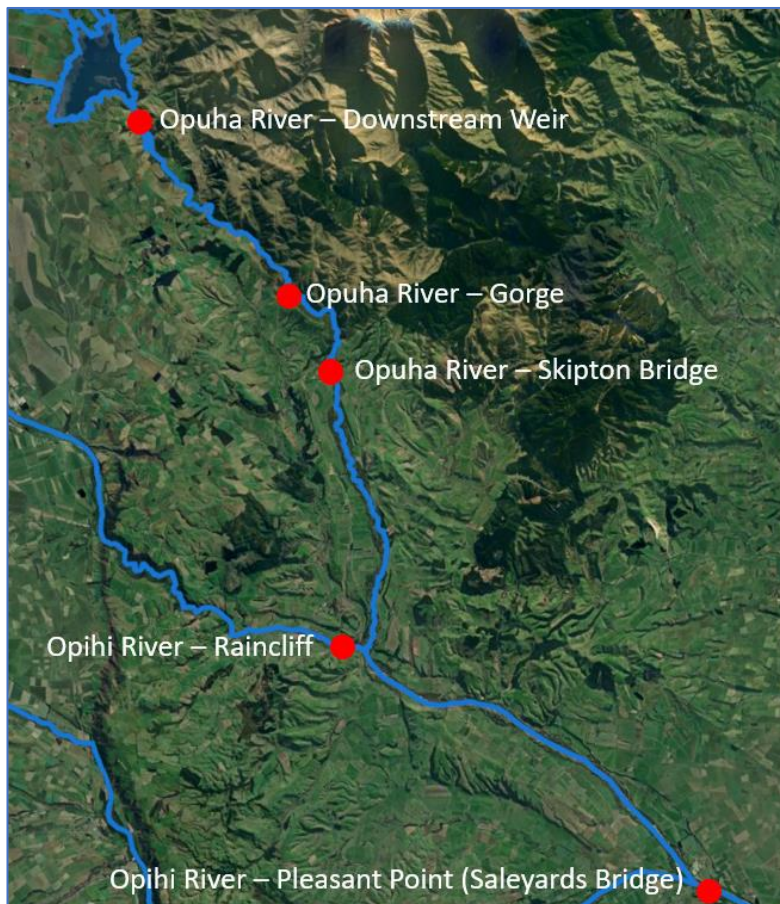 Opuha River – Downstream Weir
Opuha River – Gorge
Opuha River – Skipton Bridge
Opihi River – Raincliff
Opihi River – Pleasant Point (Saleyards Bridge)